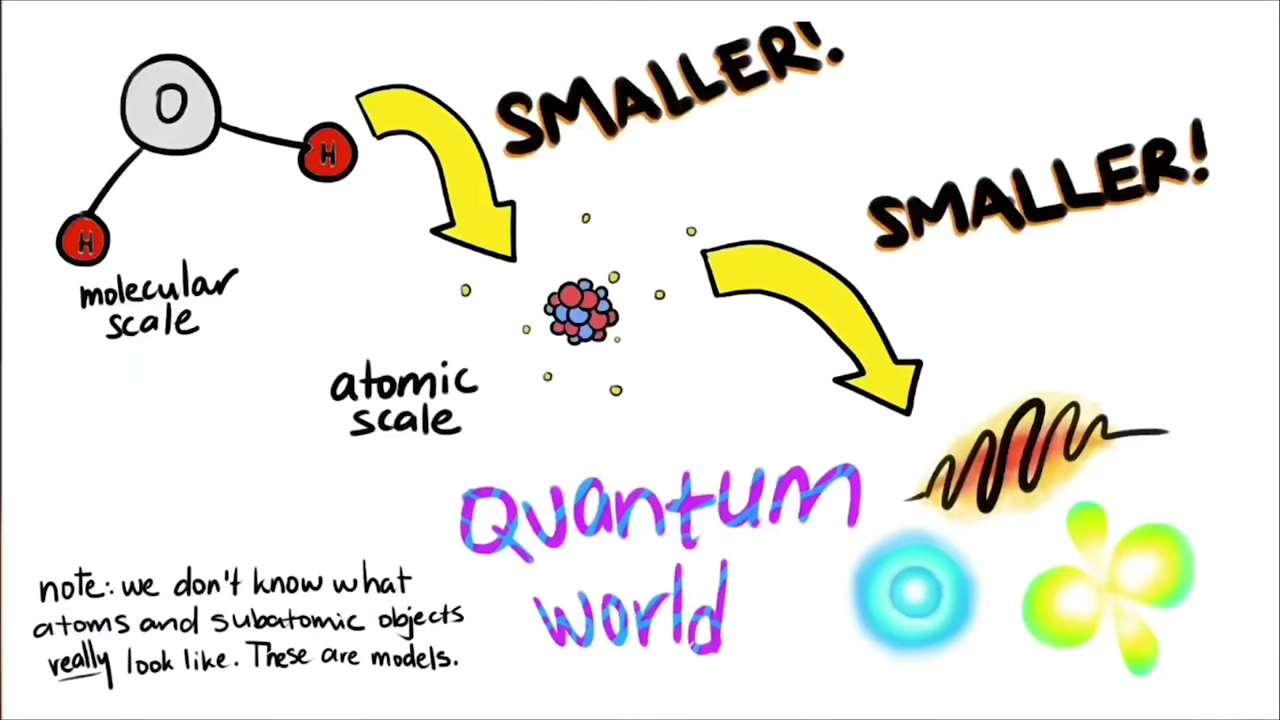 O
H
H
molecular
scale
SMALLER!
SMALLER!
atomic
scale
Quantum
world
note: we don't know what
atoms and subatomic objects
really look like. These are models.